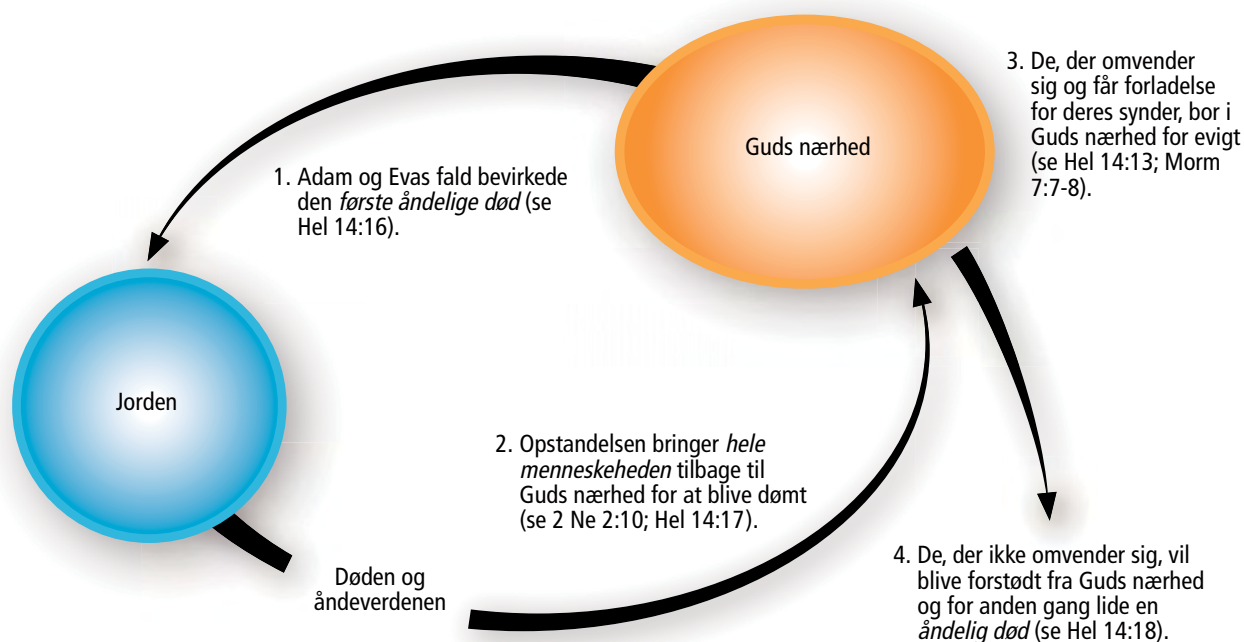 Guds nærhed
3. De, der omvender
sig og får forladelse
for deres synder, bor i
Guds nærhed for evigt
(se Hel 14:13; Morm
7:7-8).
1. Adam og Evas fald bevirkede
den første åndelige død (se
Hel 14:16).
Jorden
2. Opstandelsen bringer hele
menneskeheden tilbage til
Guds nærhed for at blive dømt
(se 2 Ne 2:10; Hel 14:17).
Døden og
åndeverdenen
4. De, der ikke omvender sig, vil
blive forstødt fra Guds nærhed
og for anden gang lide en
åndelig død (se Hel 14:18).